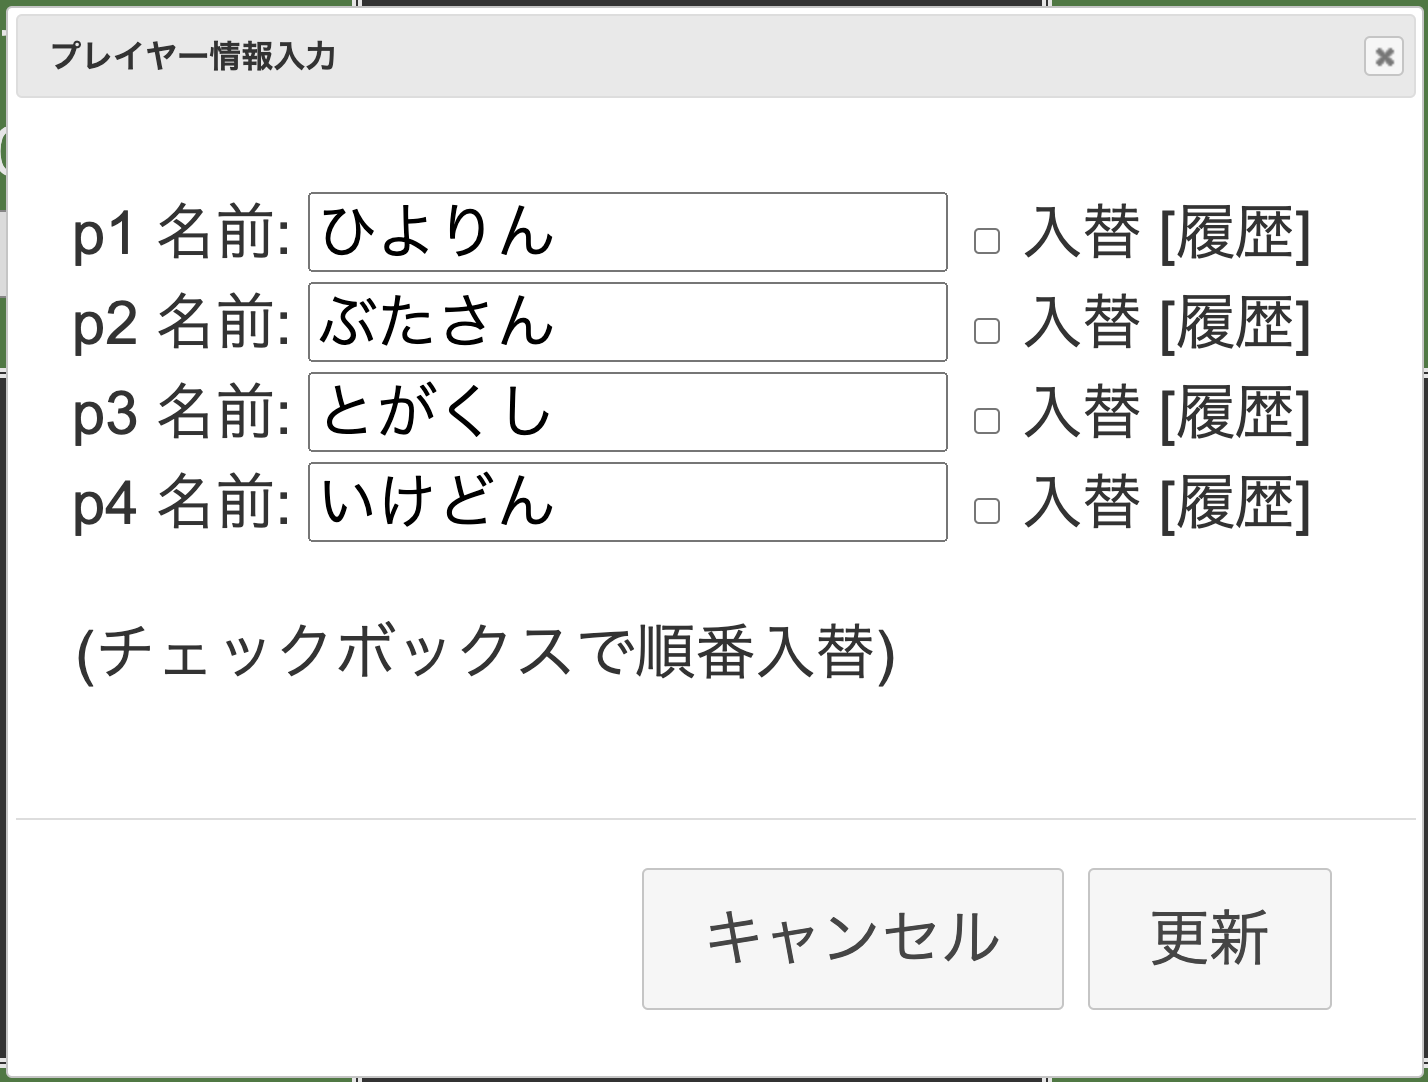 プレイヤー情報入力
p1 名前: ひよりん 入替 [履歴]
p2 名前: ぶたさん 入替 [履歴]
p3 名前: とがくし 入替 [履歴]
p4 名前: いけどん 入替 [履歴]
(チェックボックスで順番入替)
キャンセル 更新